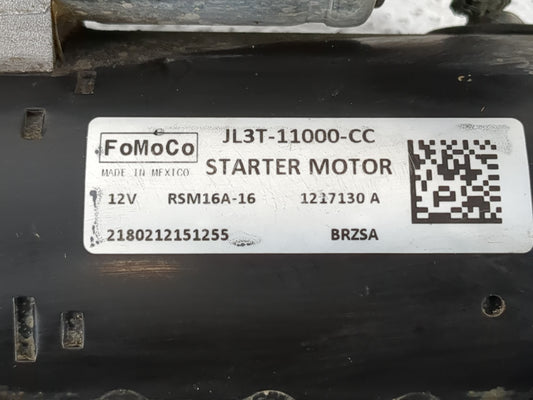 FoMoCo JL3T-11000-CC
MADE IN MEXICO STARTER MOTOR
12V RSM16A-16 1217130 A
2180212151255 BRZSA